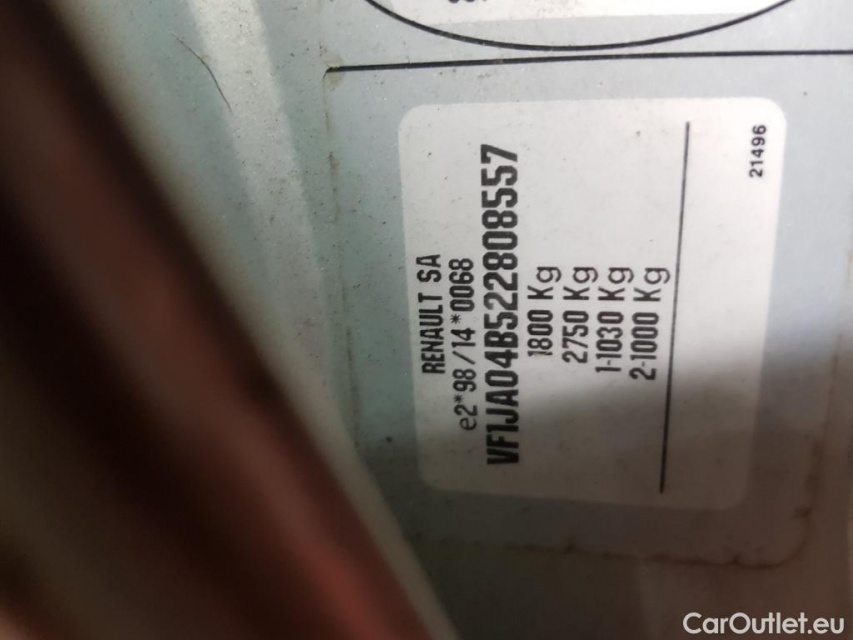 RENAULT SA
e2*98/14*0068
VF1JA04B522808557
1800 Kg
2750 Kg
1-1030 Kg
2-1000 Kg
21496
CarOutlet.eu